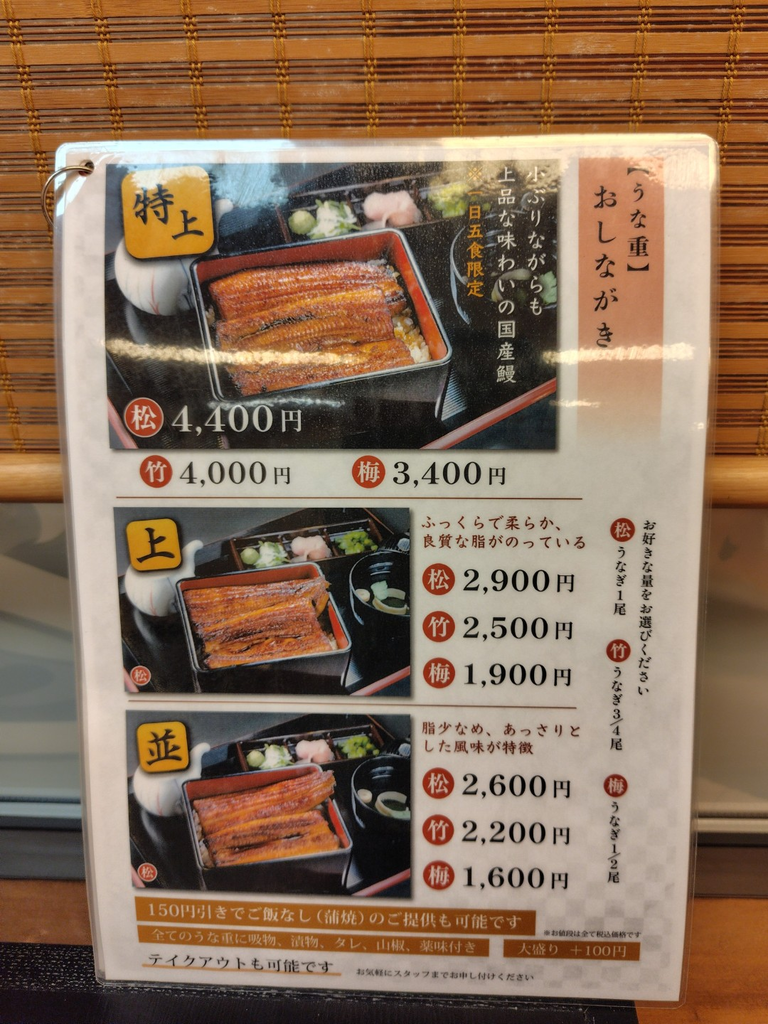 【うな重】
おしながき
特上
小ぶりながらも
上品な味わいの国産鰻
※一日五食限定
松 4,400円
竹 4,000円
梅 3,400円
お好きな量をお選びください
松 うなぎ1尾
竹 うなぎ3/4尾
梅 うなぎ1/2尾
上
松
ふっくらで柔らか、
良質な脂がのっている
松 2,900円
竹 2,500円
梅 1,900円
並
松
脂少なめ、あっさりと
した風味が特徴
松 2,600円
竹 2,200円
梅 1,600円
150円引きでご飯なし(蒲焼)のご提供も可能です
※お値段は全て税込価格です
全てのうな重に吸物、漬物、タレ、山椒、薬味付き
大盛り +100円
テイクアウトも可能です
お気軽にスタッフまでお申し付けください